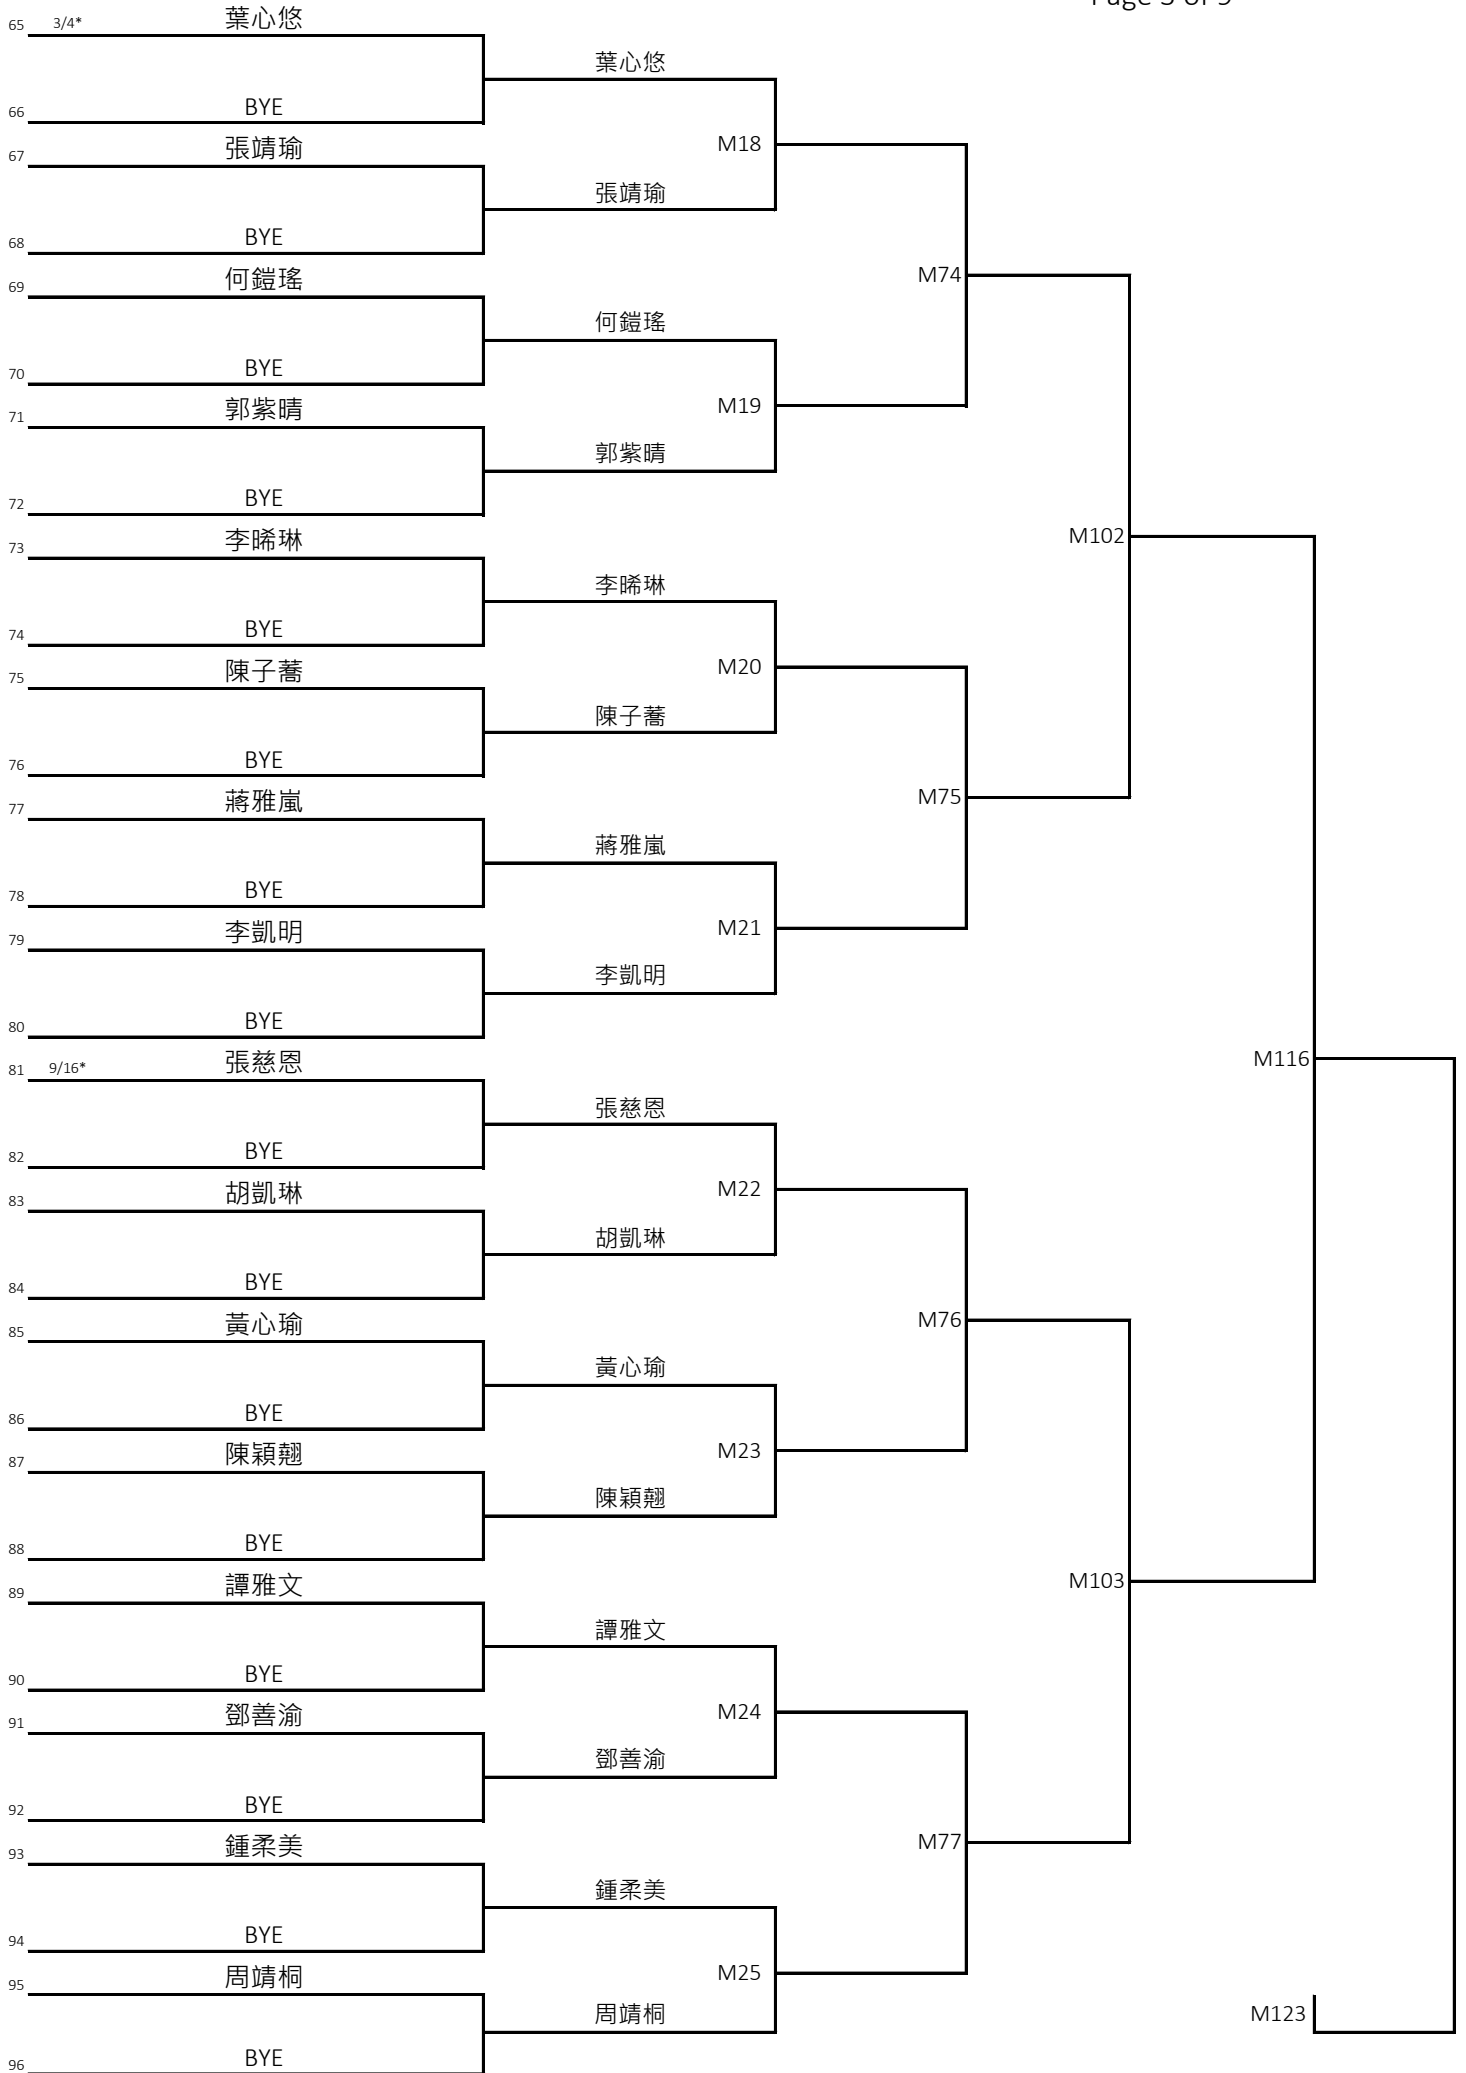 65 3/4* 葉心悠
葉心悠
66 BYE
M18
67 張靖瑜
張靖瑜
68 BYE
M74
69 何鎧瑤
何鎧瑤
70 BYE
M19
71 郭紫晴
郭紫晴
72 BYE
M102
73 李晞琳
李晞琳
74 BYE
M20
75 陳子蕎
陳子蕎
76 BYE
M75
77 蔣雅嵐
蔣雅嵐
78 BYE
M21
79 李凱明
李凱明
80 BYE
M116
81 9/16* 張慈恩
張慈恩
82 BYE
M22
83 胡凱琳
胡凱琳
84 BYE
M76
85 黃心瑜
黃心瑜
86 BYE
M23
87 陳穎翹
陳穎翹
88 BYE
M103
89 譚雅文
譚雅文
90 BYE
M24
91 鄧善渝
鄧善渝
92 BYE
M77
93 鍾柔美
鍾柔美
94 BYE
M25
95 周靖桐
周靖桐
M123
96 BYE